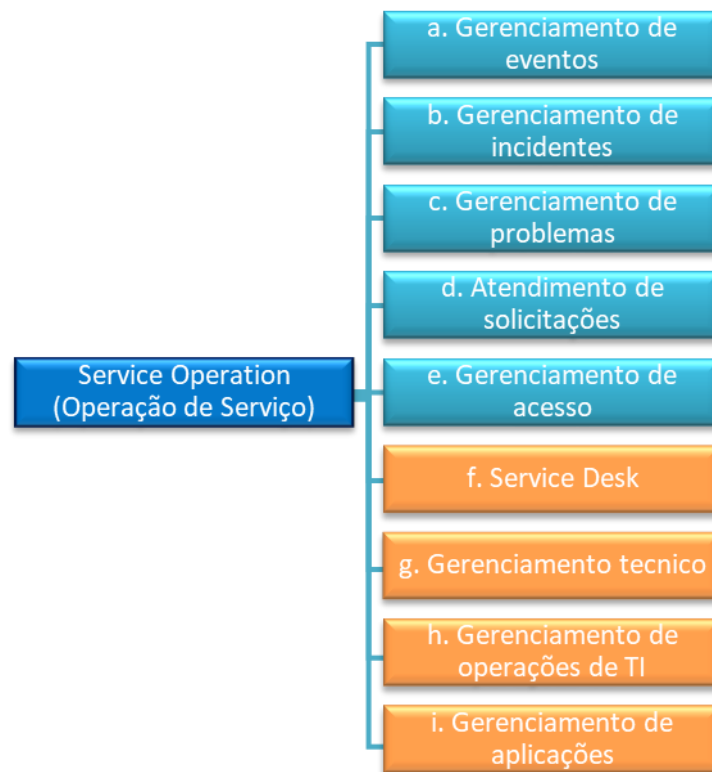 a. Gerenciamento de
eventos
b. Gerenciamento de
incidentes
c. Gerenciamento de
problemas
d. Atendimento de
solicitações
Service Operation
(Operação de Serviço)
e. Gerenciamento de
acesso
f. Service Desk
g. Gerenciamento tecnico
h. Gerenciamento de
operações de TI
i. Gerenciamento de
aplicações